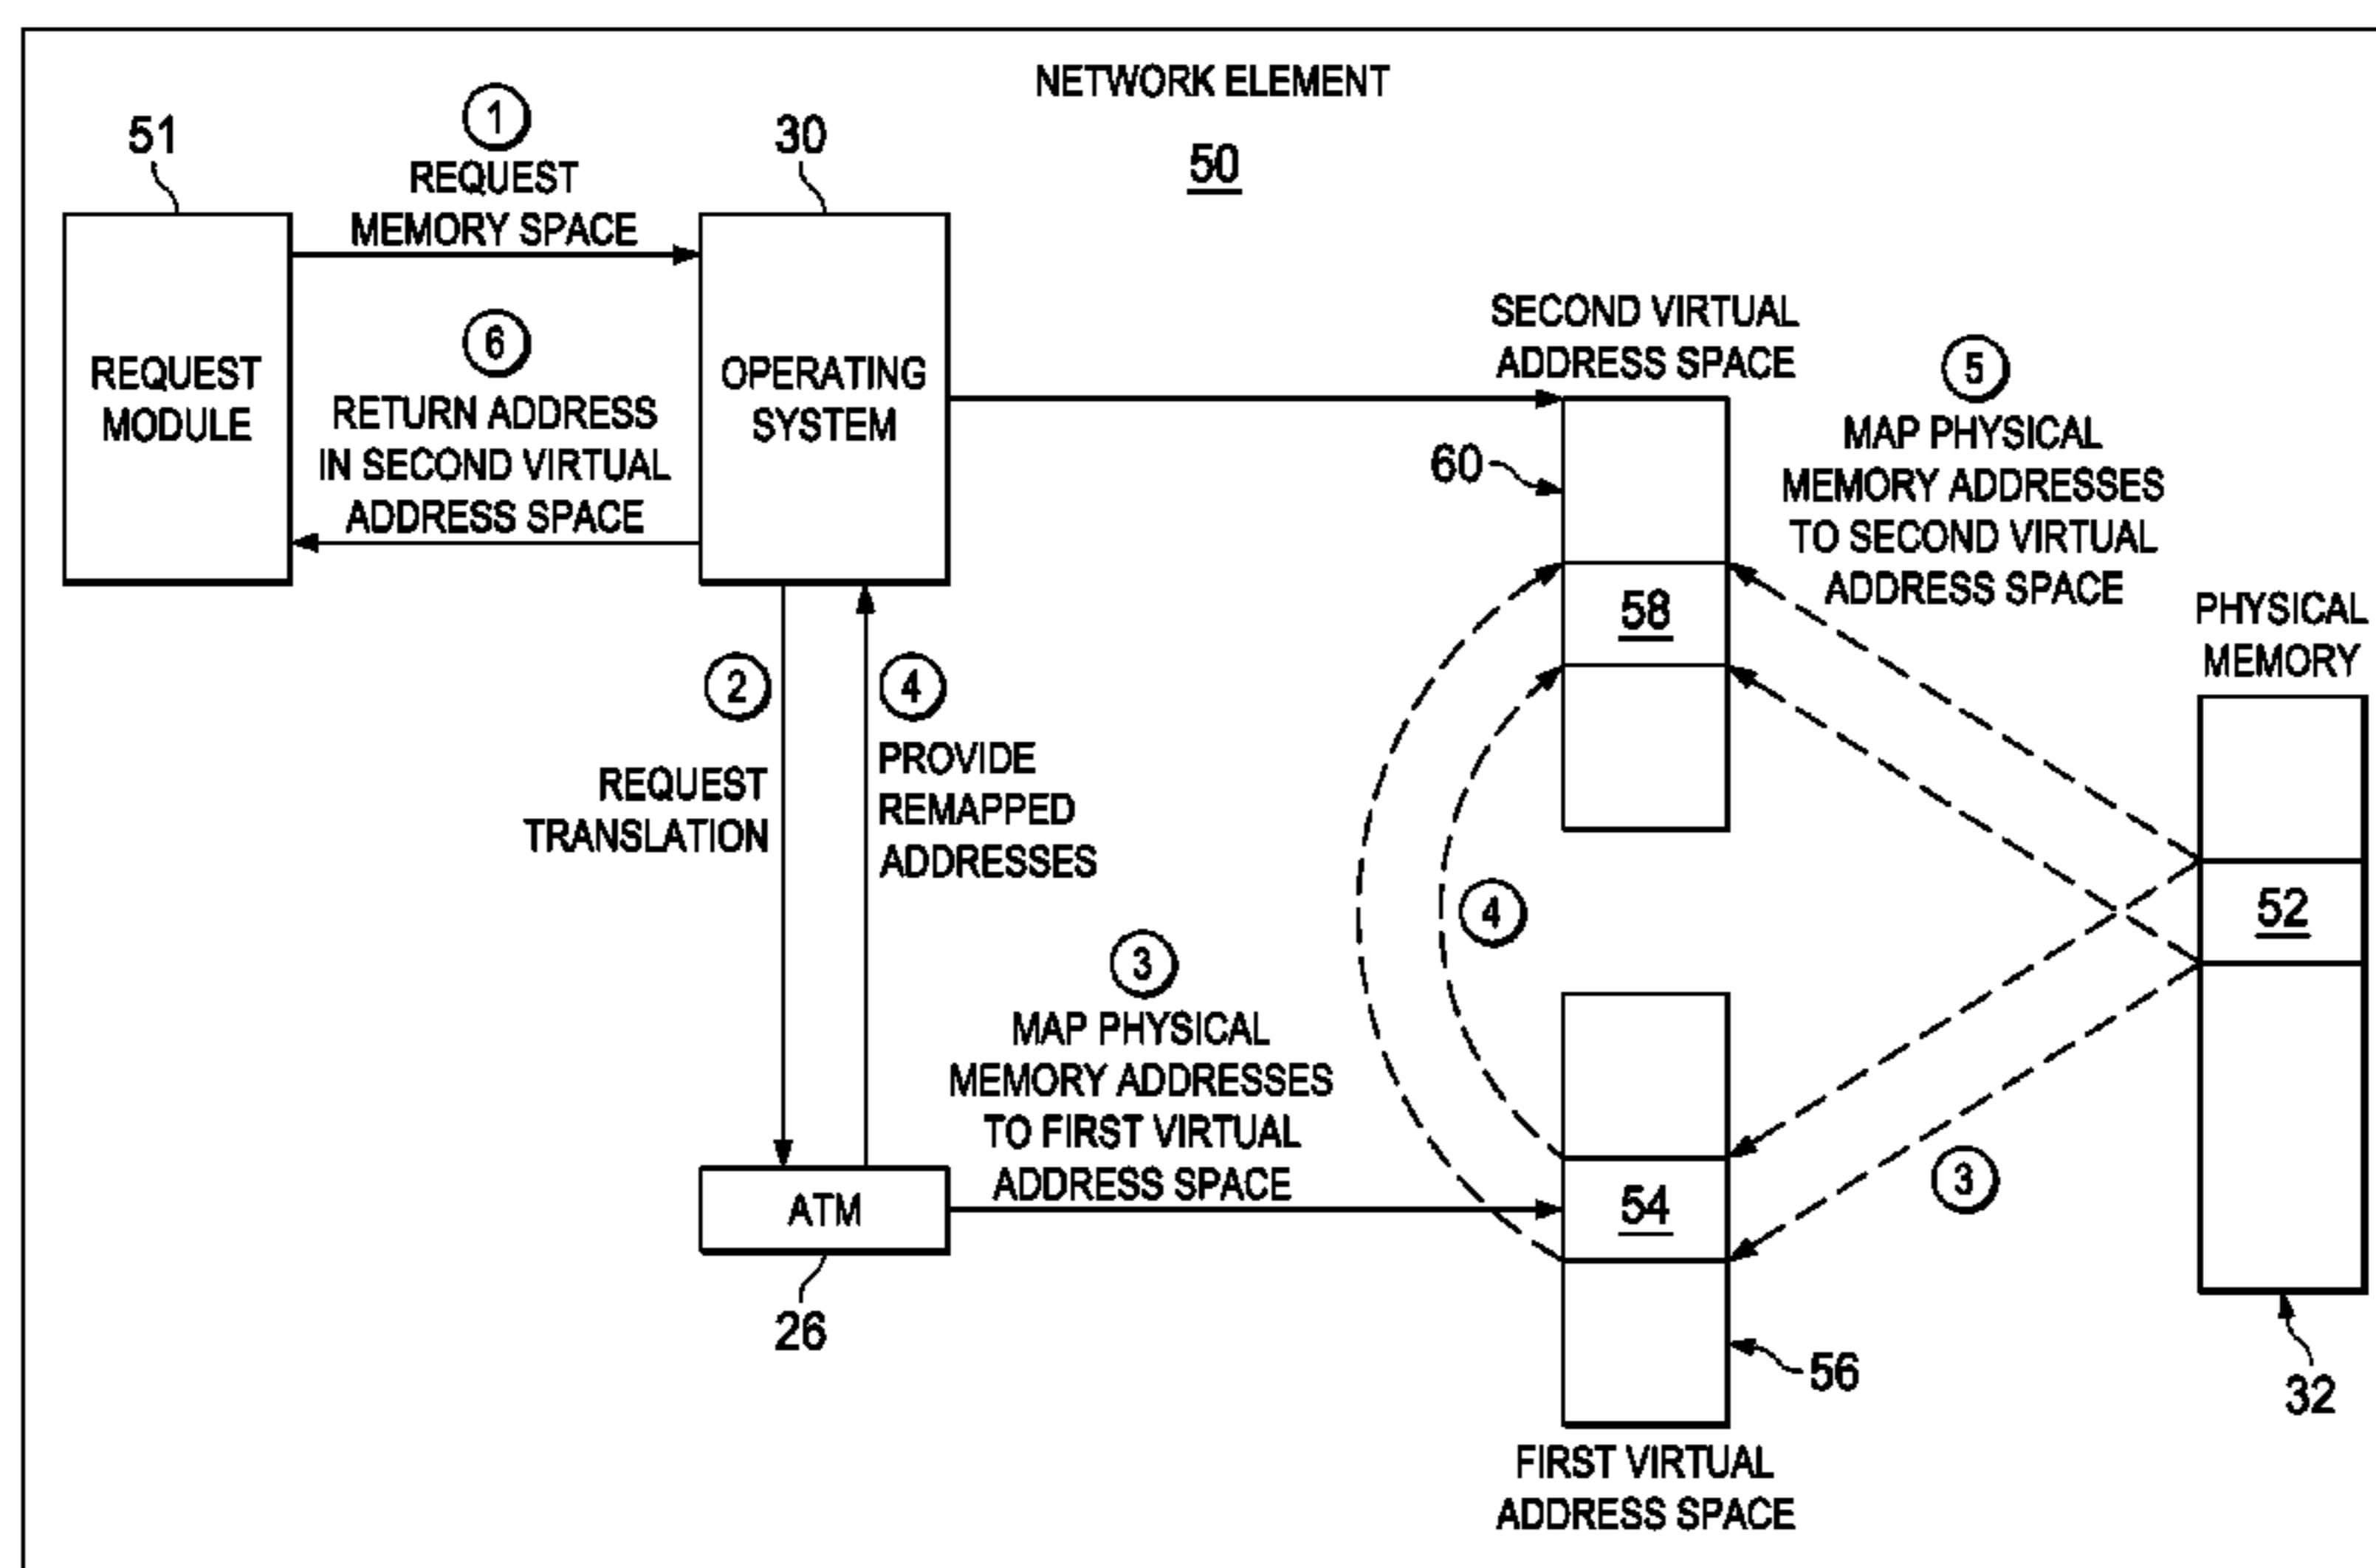 NETWORK ELEMENT
50
51
1
REQUEST
MEMORY SPACE
30
REQUEST
MODULE
6
RETURN ADDRESS
IN SECOND VIRTUAL
ADDRESS SPACE
OPERATING
SYSTEM
SECOND VIRTUAL
ADDRESS SPACE
60
58
5
MAP PHYSICAL
MEMORY ADDRESSES
TO SECOND VIRTUAL
ADDRESS SPACE
PHYSICAL
MEMORY
52
32
2
REQUEST
TRANSLATION
4
PROVIDE
REMAPPED
ADDRESSES
4
3
MAP PHYSICAL
MEMORY ADDRESSES
TO FIRST VIRTUAL
ADDRESS SPACE
3
ATM
26
54
56
FIRST VIRTUAL
ADDRESS SPACE